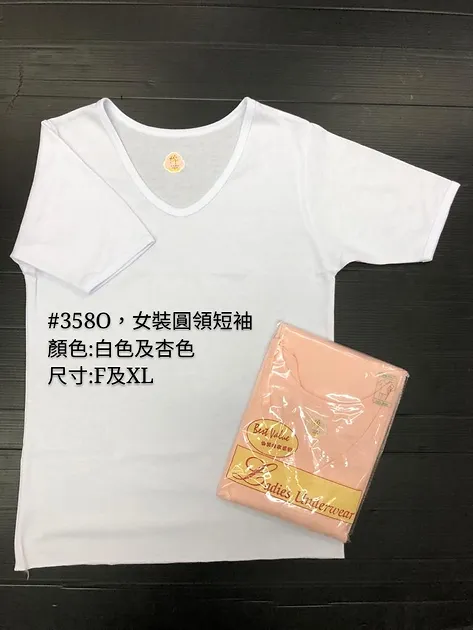 #358O，女裝圓領短袖
顏色:白色及杏色
尺寸:F及XL
Best Value
Ladies Underwear